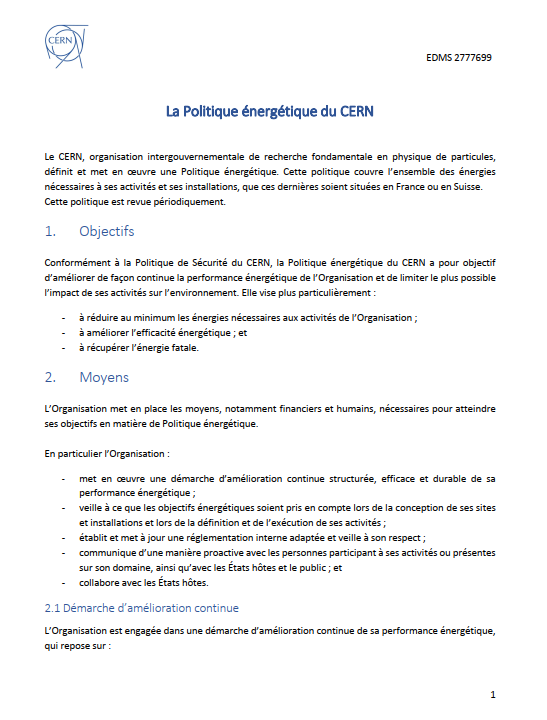 CERN
EDMS 2777699
La Politique énergétique du CERN
Le CERN, organisation intergouvernementale de recherche fondamentale en physique de particules,
définit et met en œuvre une Politique énergétique. Cette politique couvre l’ensemble des énergies
nécessaires à ses activités et ses installations, que ces dernières soient situées en France ou en Suisse.
Cette politique est revue périodiquement.
1. Objectifs
Conformément à la Politique de Sécurité du CERN, la Politique énergétique du CERN a pour objectif
d’améliorer de façon continue la performance énergétique de l’Organisation et de limiter le plus possible
l’impact de ses activités sur l’environnement. Elle vise plus particulièrement :
- à réduire au minimum les énergies nécessaires aux activités de l’Organisation ;
- à améliorer l’efficacité énergétique ; et
- à récupérer l’énergie fatale.
2. Moyens
L’Organisation met en place les moyens, notamment financiers et humains, nécessaires pour atteindre
ses objectifs en matière de Politique énergétique.
En particulier l’Organisation :
- met en œuvre une démarche d’amélioration continue structurée, efficace et durable de sa
performance énergétique ;
- veille à ce que les objectifs énergétiques soient pris en compte lors de la conception de ses sites
et installations et lors de la définition et de l’exécution de ses activités ;
- établit et met à jour une réglementation interne adaptée et veille à son respect ;
- communique d’une manière proactive avec les personnes participant à ses activités ou présentes
sur son domaine, ainsi qu’avec les États hôtes et le public ; et
- collabore avec les États hôtes.
2.1 Démarche d’amélioration continue
L’Organisation est engagée dans une démarche d’amélioration continue de sa performance énergétique,
qui repose sur :
1